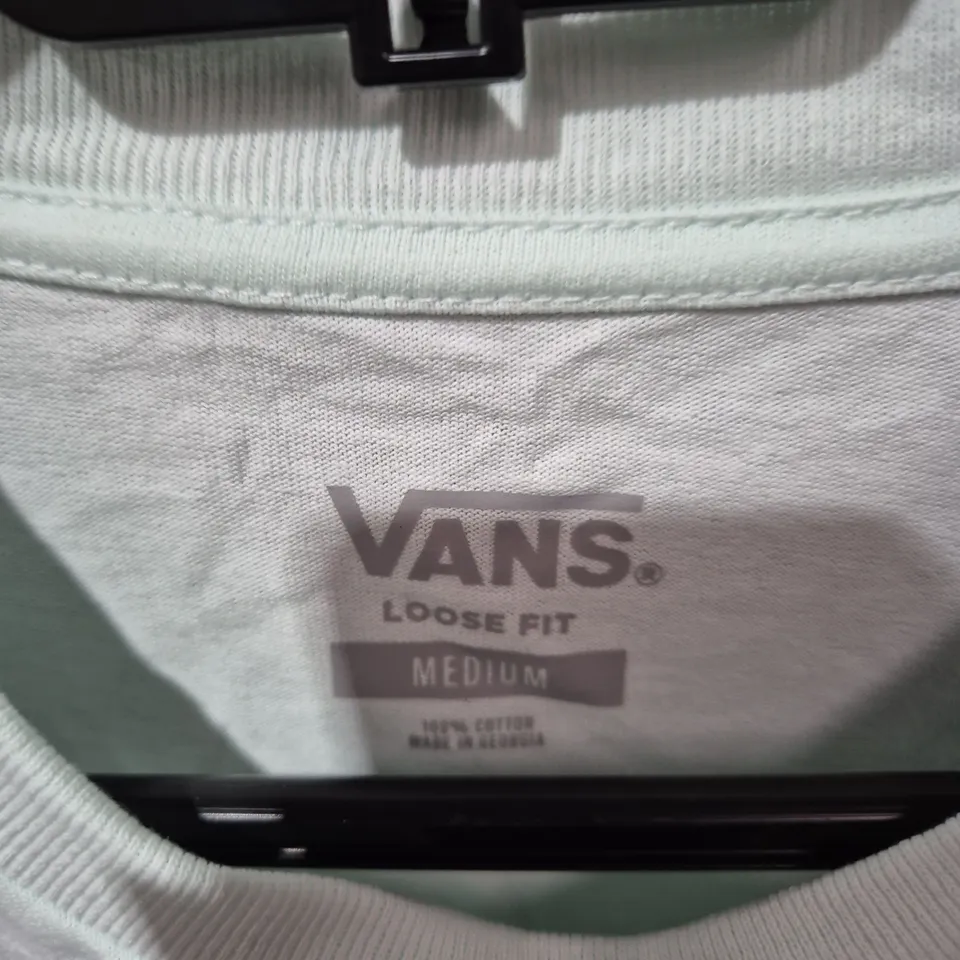 VANS®
LOOSE FIT
MEDIUM
100% COTTON
MADE IN GEORGIA